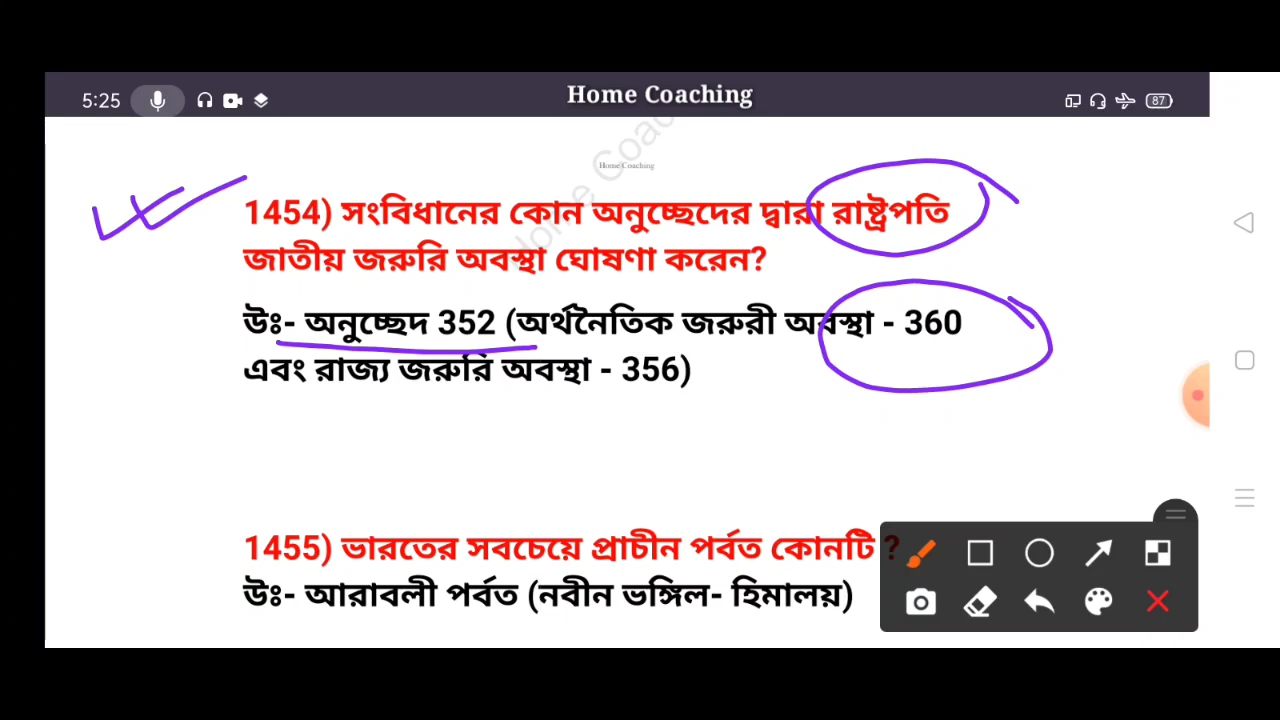 5:25
Home Coaching
87
Home Coaching
1454) সংবিধানের কোন অনুচ্ছেদের দ্বারা রাষ্ট্রপতি
জাতীয় জরুরি অবস্থা ঘোষণা করেন?
উঃ- অনুচ্ছেদ 352 (অর্থনৈতিক জরুরী অবস্থা - 360
এবং রাজ্য জরুরি অবস্থা - 356)
1455) ভারতের সবচেয়ে প্রাচীন পর্বত কোনটি ?
উঃ- আরাবলী পর্বত (নবীন ভঙ্গিল- হিমালয়)